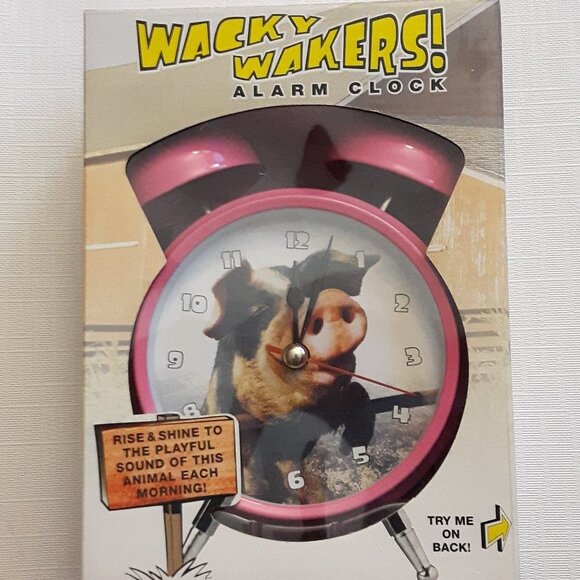 WACKY
WAKERS!
ALARM CLOCK
12
11 1
10 2
9 3
8 4
7 5
6
RISE & SHINE TO
THE PLAYFUL
SOUND OF THIS
ANIMAL EACH
MORNING!
TRY ME
ON
BACK!